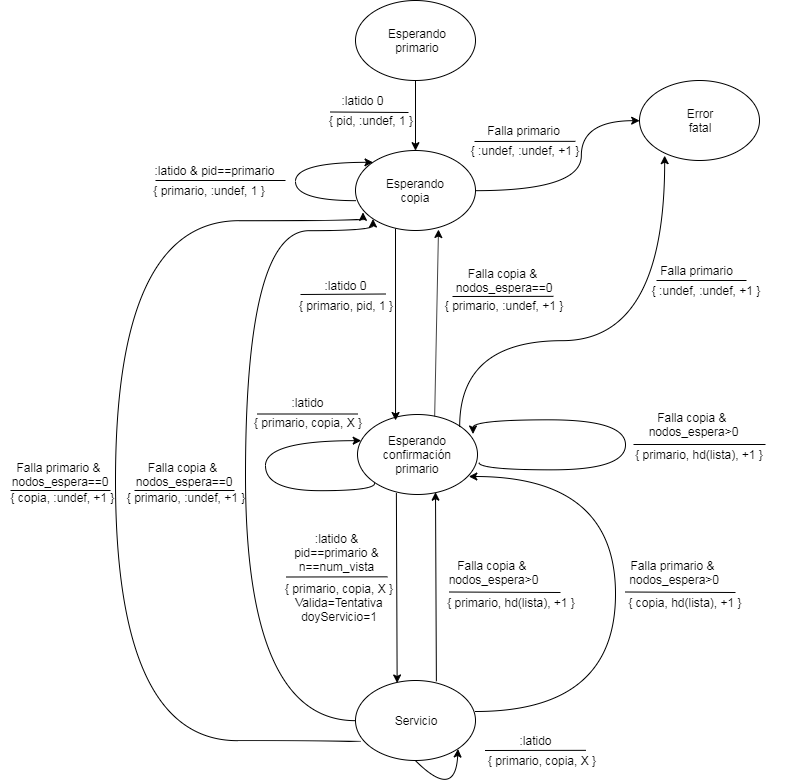 Esperando
primario
:latido 0
{ pid, :undef, 1 }
Error
fatal
Falla primario
{ :undef, :undef, +1 }
:latido & pid==primario
{ primario, :undef, 1 }
Esperando
copia
:latido 0
{ primario, pid, 1 }
Falla copia &
nodos_espera==0
{ primario, :undef, +1 }
Falla primario
{ :undef, :undef, +1 }
:latido
{ primario, copia, X }
Esperando
confirmación
primario
Falla copia &
nodos_espera>0
{ primario, hd(lista), +1 }
Falla primario &
nodos_espera==0
{ copia, :undef, +1 }
Falla copia &
nodos_espera==0
{ primario, :undef, +1 }
:latido &
pid==primario &
n==num_vista
{ primario, copia, X }
Valida=Tentativa
doyServicio=1
Falla copia &
nodos_espera>0
{ primario, hd(lista), +1 }
Falla primario &
nodos_espera>0
{ copia, hd(lista), +1 }
Servicio
:latido
{ primario, copia, X }